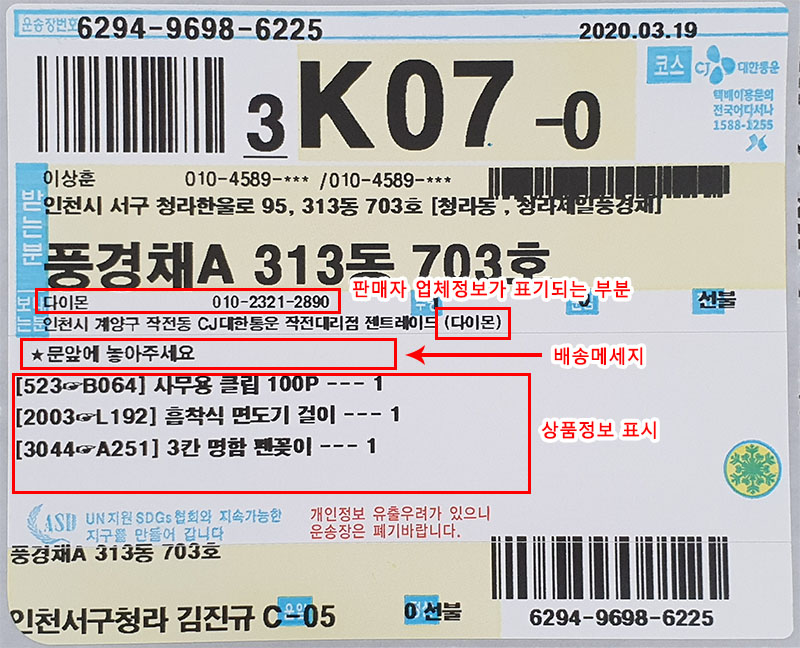 운송장번호 6294-9698-6225 2020.03.19
3 K07 -0
코스 CJ 대한통운
택배이용문의
전국어디서나
1588-1255
받는분
이상훈 010-4589-*** /010-4589-***
인천시 서구 청라한울로 95, 313동 703호 [청라동 , 청라제일풍경채]
풍경채A 313동 703호
보내는분
다이몬 010-2321-2890
판매자 업체정보가 표기되는 부분
선불
인천시 계양구 작전동 CJ대한통운 작전대리점 젠트레이드 (다이몬)
★문앞에 놓아주세요
배송메세지
[523☞B064] 사무용 클립 100P --- 1
[2003☞L192] 흡착식 면도기 걸이 --- 1
[3044☞A251] 3칸 명함 펜꽂이 --- 1
상품정보 표시
ASD UN지원 SDGs협회와 지속가능한
지구를 만들어 갑니다
개인정보 유출우려가 있으니
운송장은 폐기바랍니다.
풍경채A 313동 703호
인천서구청라 김진규 C-05
0 선불
6294-9698-6225